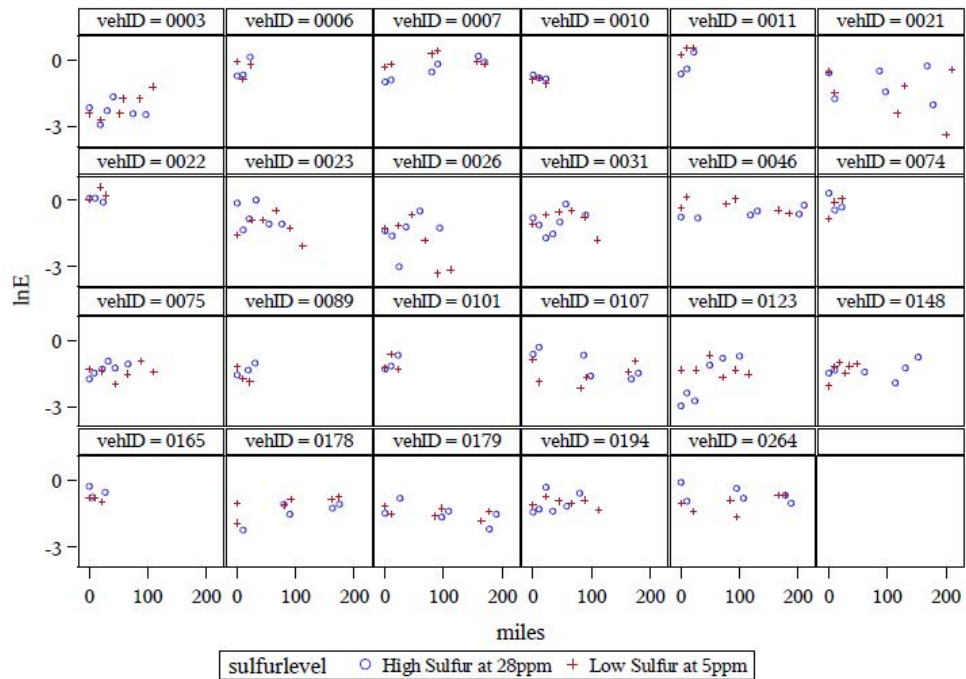 vehID = 0003 vehID = 0006 vehID = 0007 vehID = 0010 vehID = 0011 vehID = 0021
0
-3
vehID = 0022 vehID = 0023 vehID = 0026 vehID = 0031 vehID = 0046 vehID = 0074
0
-3
lnE
vehID = 0075 vehID = 0089 vehID = 0101 vehID = 0107 vehID = 0123 vehID = 0148
0
-3
vehID = 0165 vehID = 0178 vehID = 0179 vehID = 0194 vehID = 0264
0
-3
0 100 200 0 100 200 0 100 200 0 100 200 0 100 200 0 100 200
miles
sulfurlevel High Sulfur at 28ppm Low Sulfur at 5ppm